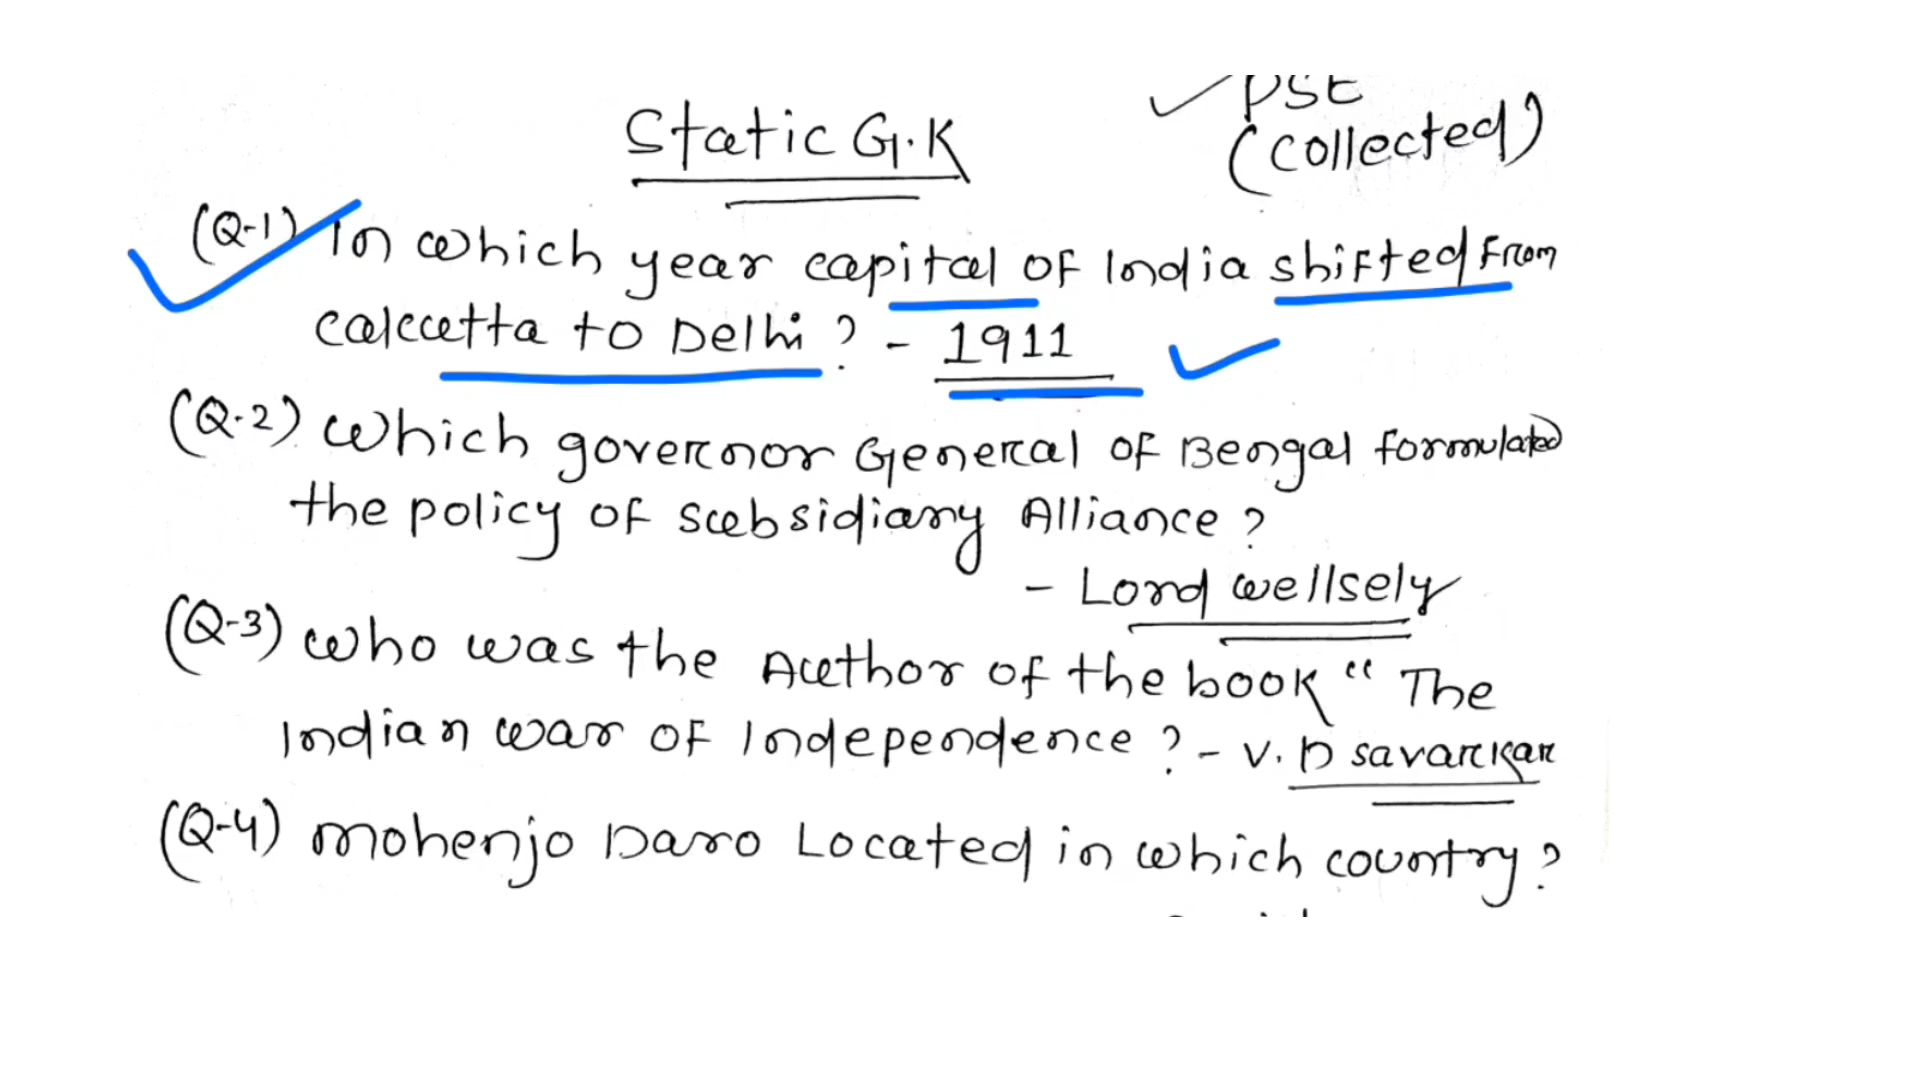 Static G.K
PSE
(collected)
(Q-1) In which year capital of India shifted From
calcutta to Delhi ? - 1911
(Q-2) Which governor General of Bengal formulated
the policy of subsidiary Alliance ?
- Lord wellsely
(Q-3) who was the Author of the book " The
Indian war of Independence ? - V. D savarkar
(Q-4) Mohenjo Daro Located in which country ?